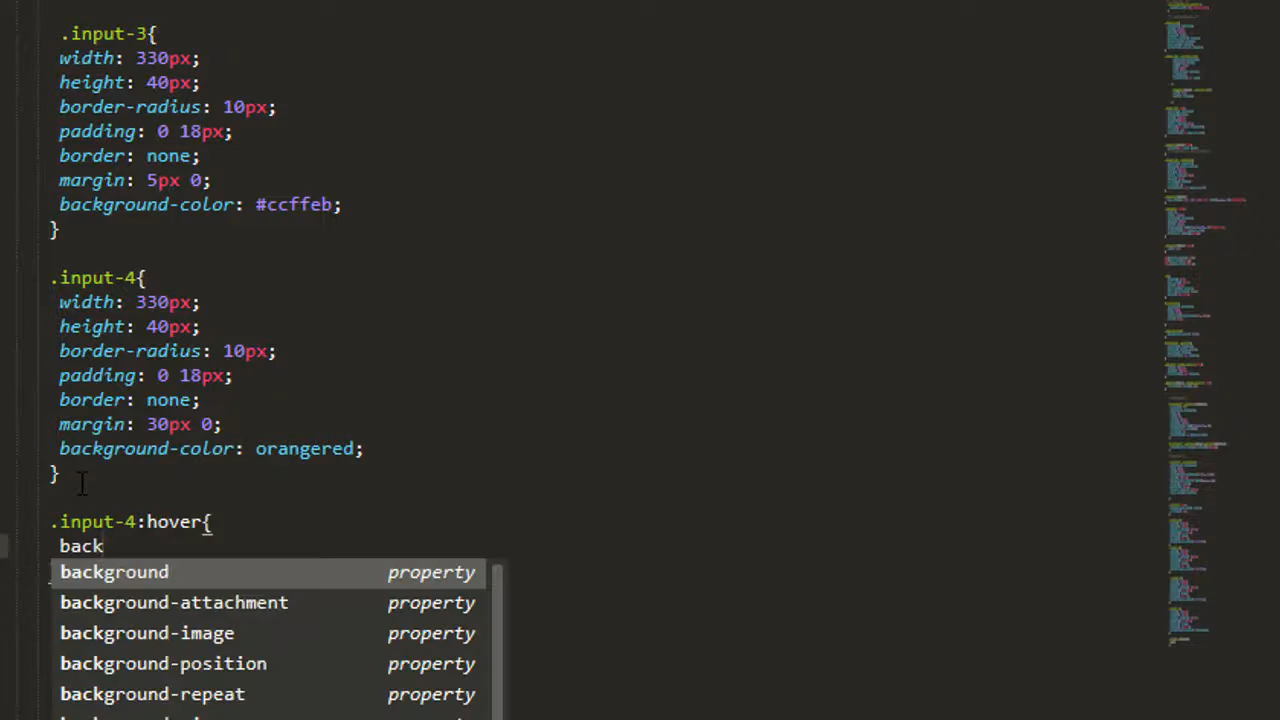 .input-3{
width: 330px;
height: 40px;
border-radius: 10px;
padding: 0 18px;
border: none;
margin: 5px 0;
background-color: #ccffeb;
}
.input-4{
width: 330px;
height: 40px;
border-radius: 10px;
padding: 0 18px;
border: none;
margin: 30px 0;
background-color: orangered;
}
.input-4:hover{
back
background property
background-attachment property
background-image property
background-position property
background-repeat property